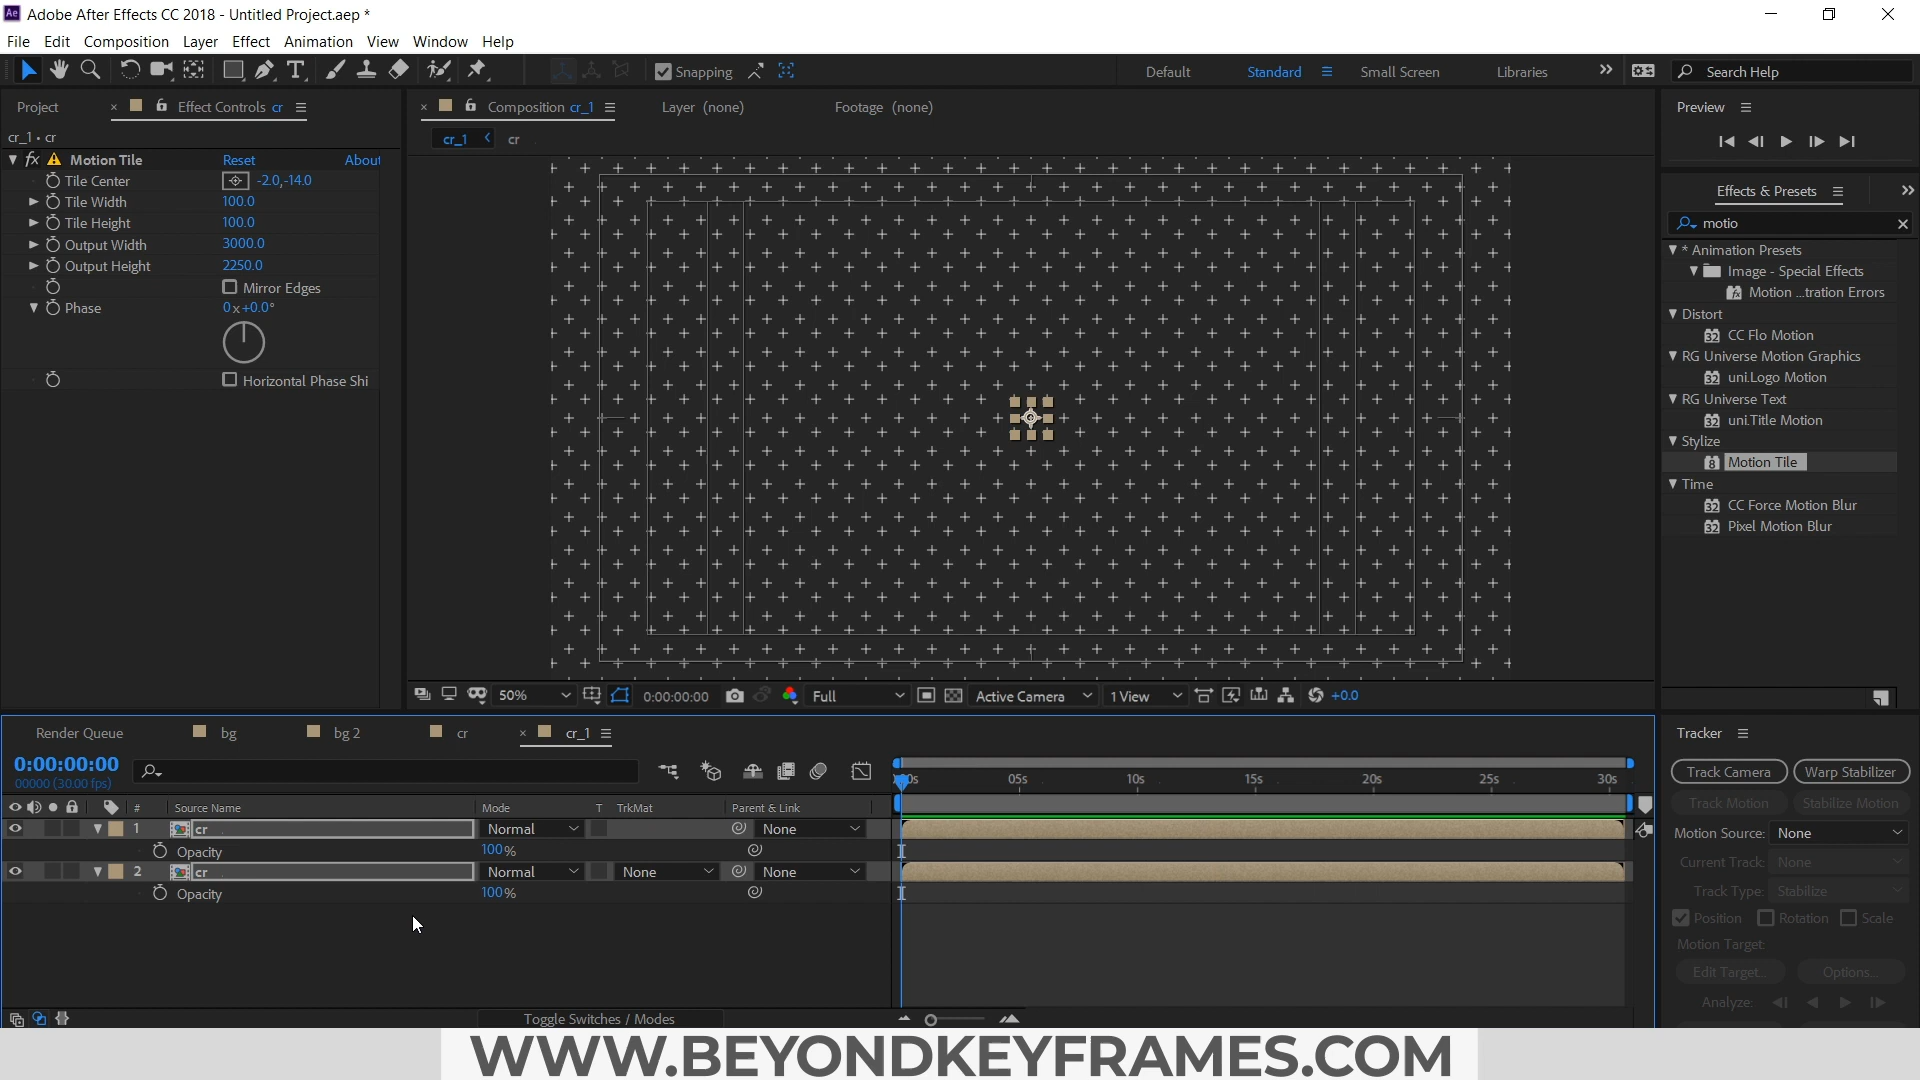 Ae Adobe After Effects CC 2018 - Untitled Project.aep *
File Edit Composition Layer Effect Animation View Window Help
Snapping Default Standard Small Screen Libraries Search Help
Project Effect Controls cr
cr_1 • cr
fx Motion Tile Reset About
Tile Center -2.0,-14.0
Tile Width 100.0
Tile Height 100.0
Output Width 3000.0
Output Height 2250.0
Mirror Edges
Phase 0x+0.0°
Horizontal Phase Shi
Composition cr_1 Layer (none) Footage (none)
cr_1 cr
50% 0:00:00:00 Full Active Camera 1 View +0.0
Preview
Effects & Presets
motio
* Animation Presets
Image - Special Effects
Motion ...tration Errors
Distort
CC Flo Motion
RG Universe Motion Graphics
uni.Logo Motion
RG Universe Text
uni.Title Motion
Stylize
Motion Tile
Time
CC Force Motion Blur
Pixel Motion Blur
Render Queue bg bg 2 cr cr_1
0:00:00:00
00000 (30.00 fps)
05s 10s 15s 20s 25s 30s
# Source Name Mode T TrkMat Parent & Link
1 cr Normal None
Opacity 100%
2 cr Normal None None
Opacity 100%
Toggle Switches / Modes
Tracker
Track Camera Warp Stabilizer
Track Motion Stabilize Motion
Motion Source: None
Current Track: None
Track Type: Stabilize
Position Rotation Scale
Motion Target:
Edit Target... Options...
Analyze:
WWW.BEYONDKEYFRAMES.COM